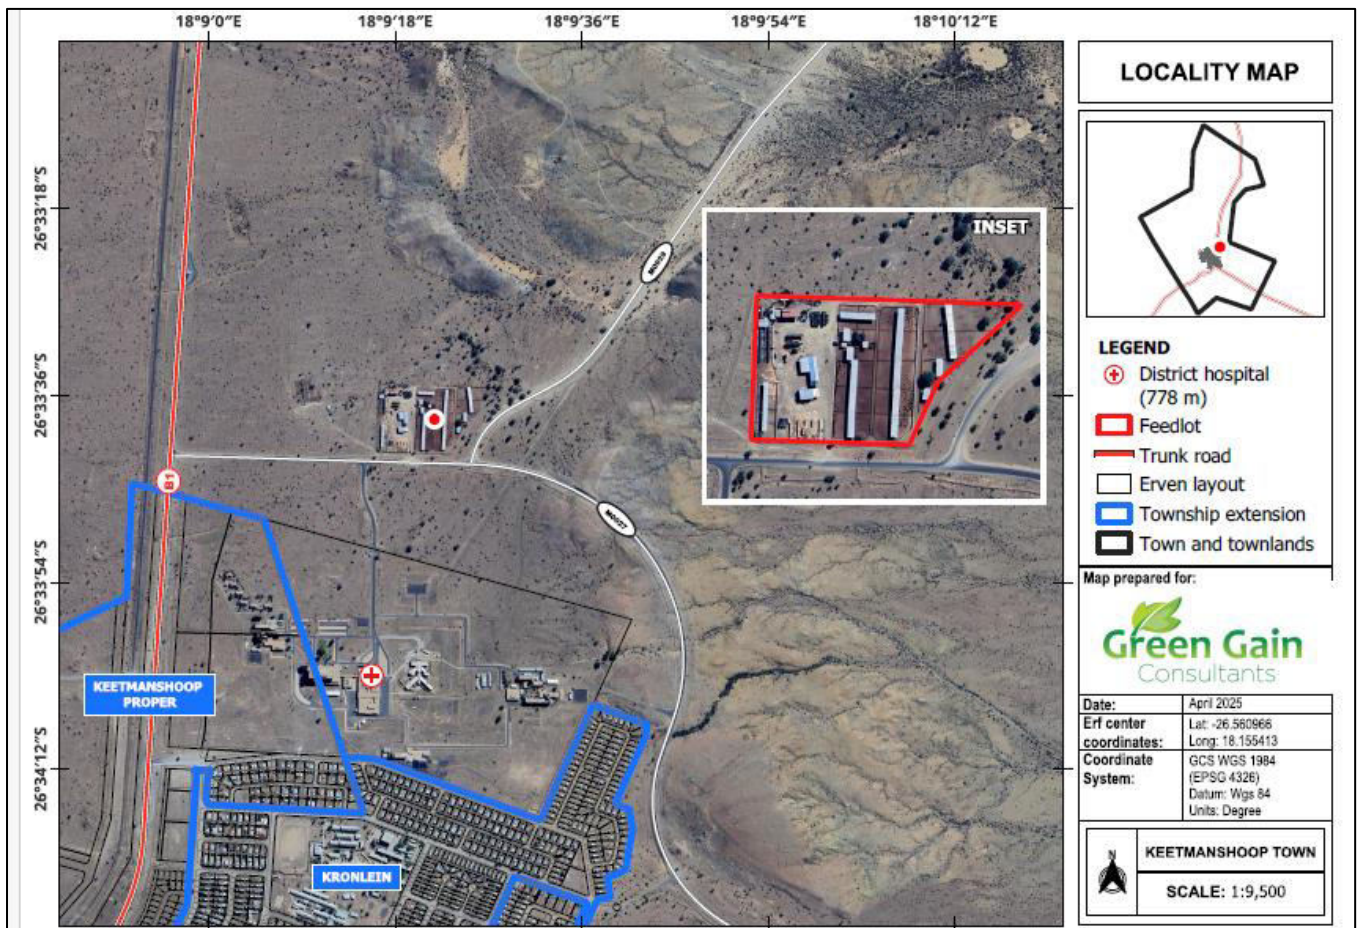 18°9′0″E
18°9′18″E
18°9′36″E
18°9′54″E
18°10′12″E
26°33′18″S
26°33′36″S
26°33′54″S
26°34′12″S
INSET
M0029
B1
M0027
KEETMANSHOOP
PROPER
KRONLEIN
LOCALITY MAP
LEGEND
District hospital
(778 m)
Feedlot
Trunk road
Erven layout
Township extension
Town and townlands
Map prepared for:
Green Gain
Consultants
Date: April 2025
Erf center Lat: -26.560966
coordinates: Long: 18.155413
Coordinate GCS WGS 1984
System: (EPSG 4326)
Datum: Wgs 84
Units: Degree
N
KEETMANSHOOP TOWN
SCALE: 1:9,500